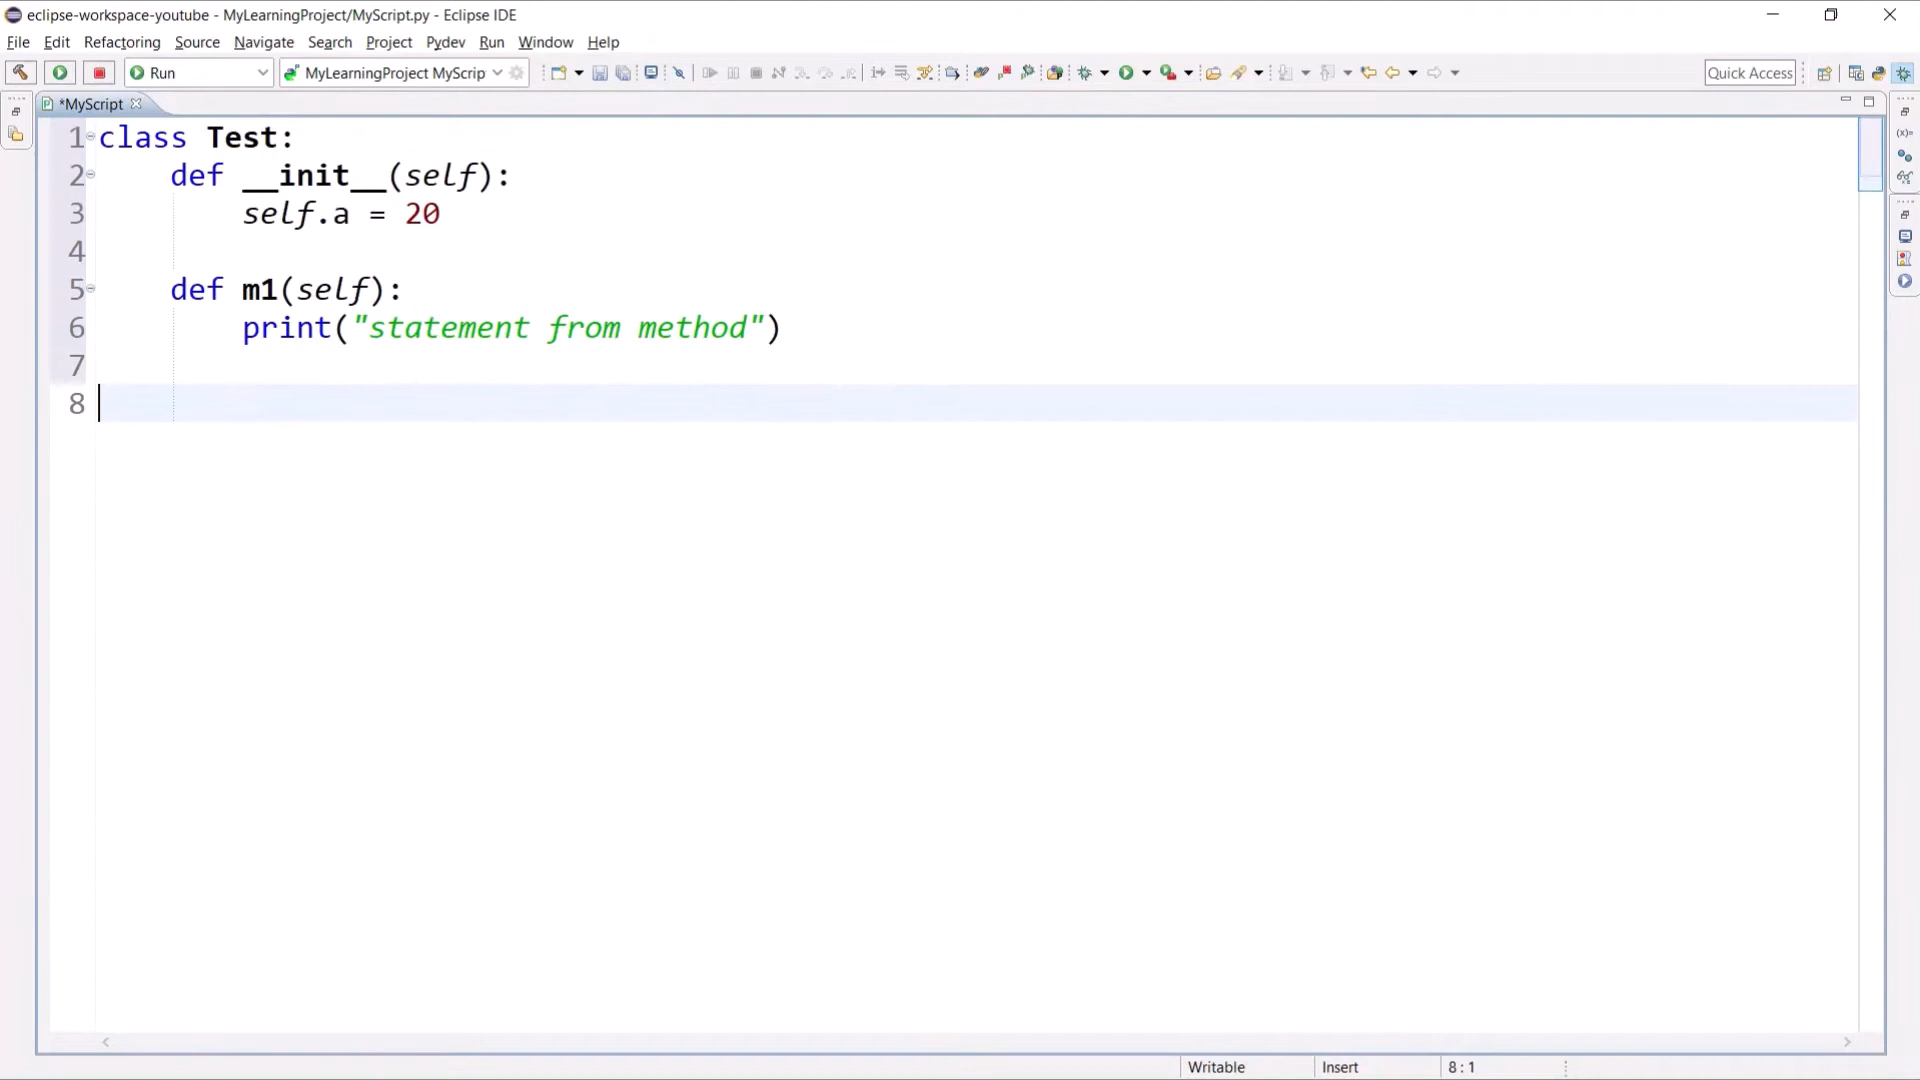 eclipse-workspace-youtube - MyLearningProject/MyScript.py - Eclipse IDE
File Edit Refactoring Source Navigate Search Project Pydev Run Window Help
Run MyLearningProject MyScrip Quick Access
*MyScript
1 class Test:
2 def __init__(self):
3 self.a = 20
4
5 def m1(self):
6 print("statement from method")
7
8
Writable Insert 8 : 1